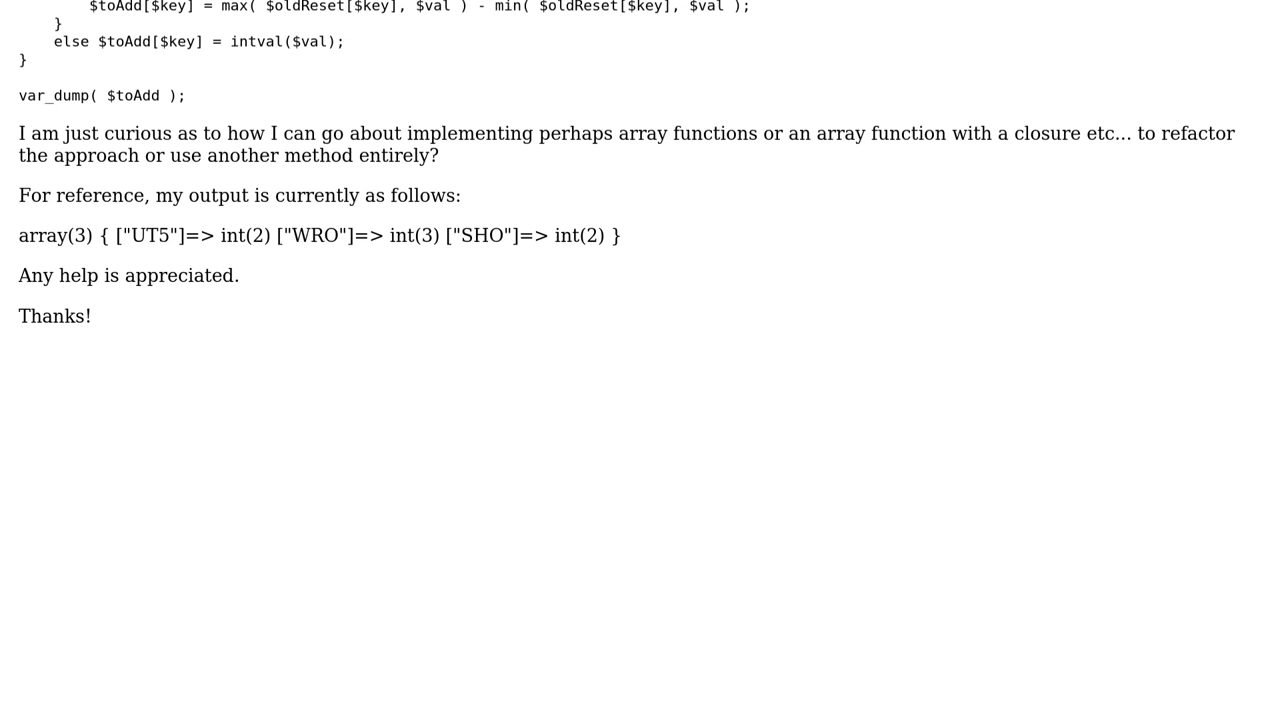 $toAdd[$key] = max( $oldReset[$key], $val ) - min( $oldReset[$key], $val );
    }
    else $toAdd[$key] = intval($val);
}
var_dump( $toAdd );
I am just curious as to how I can go about implementing perhaps array functions or an array function with a closure etc... to refactor
the approach or use another method entirely?
For reference, my output is currently as follows:
array(3) { ["UT5"]=> int(2) ["WRO"]=> int(3) ["SHO"]=> int(2) }
Any help is appreciated.
Thanks!